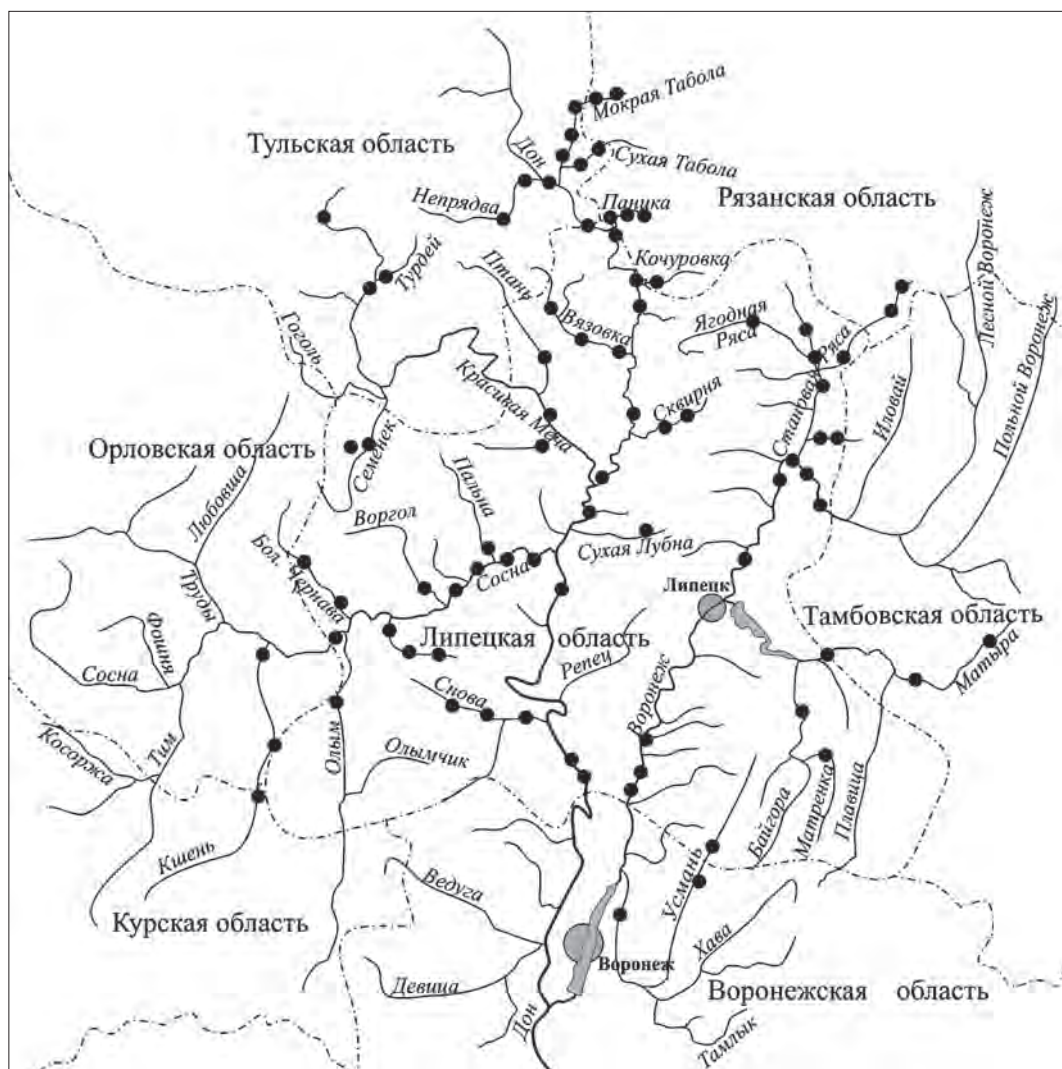 Мокрая Табола
Тульская область
Дон
Сухая Табола
Непрядва
Паника
Рязанская область
Лесной Воронеж
Турдей
Птань
Кочуровка
Гоголь
Вязовка
Ягодная
Ряса
Становая Ряса
Польной Воронеж
Красивая Меча
Сквирня
Иловай
Орловская область
Семенек
Любовша
Пальна
Воргол
Бол. Чернава
Сосна
Сухая Лубна
Труды
Липецк
Фошня
Липецкая область
Тамбовская область
Репец
Матыра
Сосна
Снова
Воронеж
Косоржа
Тим
Олым
Олымчик
Байгора
Матренка
Плавица
Кшень
Ведуга
Усмань
Курская область
Хава
Воронеж
Девица
Воронежская область
Дон
Тамлык